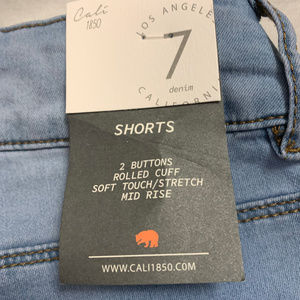 Cali
1850
LOS ANGELES
7
denim
CALIFORNIA
SHORTS
2 BUTTONS
ROLLED CUFF
SOFT TOUCH/STRETCH
MID RISE
WWW.CALI1850.COM